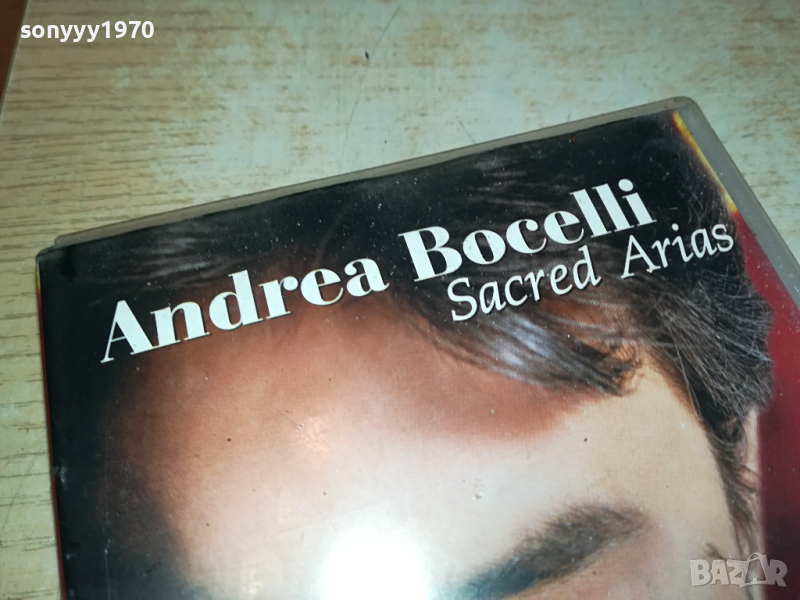 sonyyy1970
Andrea Bocelli
Sacred Arias
BAZAR